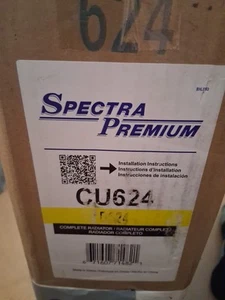 624
SPECTRA
PREMIUM
Installation Instructions
Instructions d'Installation
Instrucciones de instalación
CU624
COMPLETE RADIATOR / RADIATEUR COMPLET
RADIADOR COMPLETO